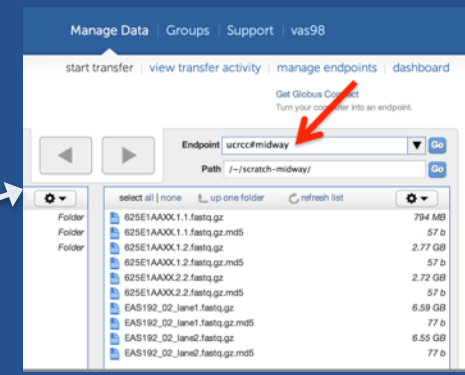 Manage Data | Groups | Support | vas98
start transfer | view transfer activity | manage endpoints | dashboard
Get Globus Connect
Turn your computer into an endpoint.
Endpoint ucrcc#midway Go
Path /~/scratch-midway/ Go
select all | none up one folder refresh list
Folder 625E1AAXX.1.1.fastq.gz 794 MB
Folder 625E1AAXX.1.1.fastq.gz.md5 57 b
Folder 625E1AAXX.1.2.fastq.gz 2.77 GB
625E1AAXX.1.2.fastq.gz.md5 57 b
625E1AAXX.2.2.fastq.gz 2.72 GB
625E1AAXX.2.2.fastq.gz.md5 57 b
EAS192_02_lane1.fastq.gz 6.59 GB
EAS192_02_lane1.fastq.gz.md5 77 b
EAS192_02_lane2.fastq.gz 6.55 GB
EAS192_02_lane2.fastq.gz.md5 77 b